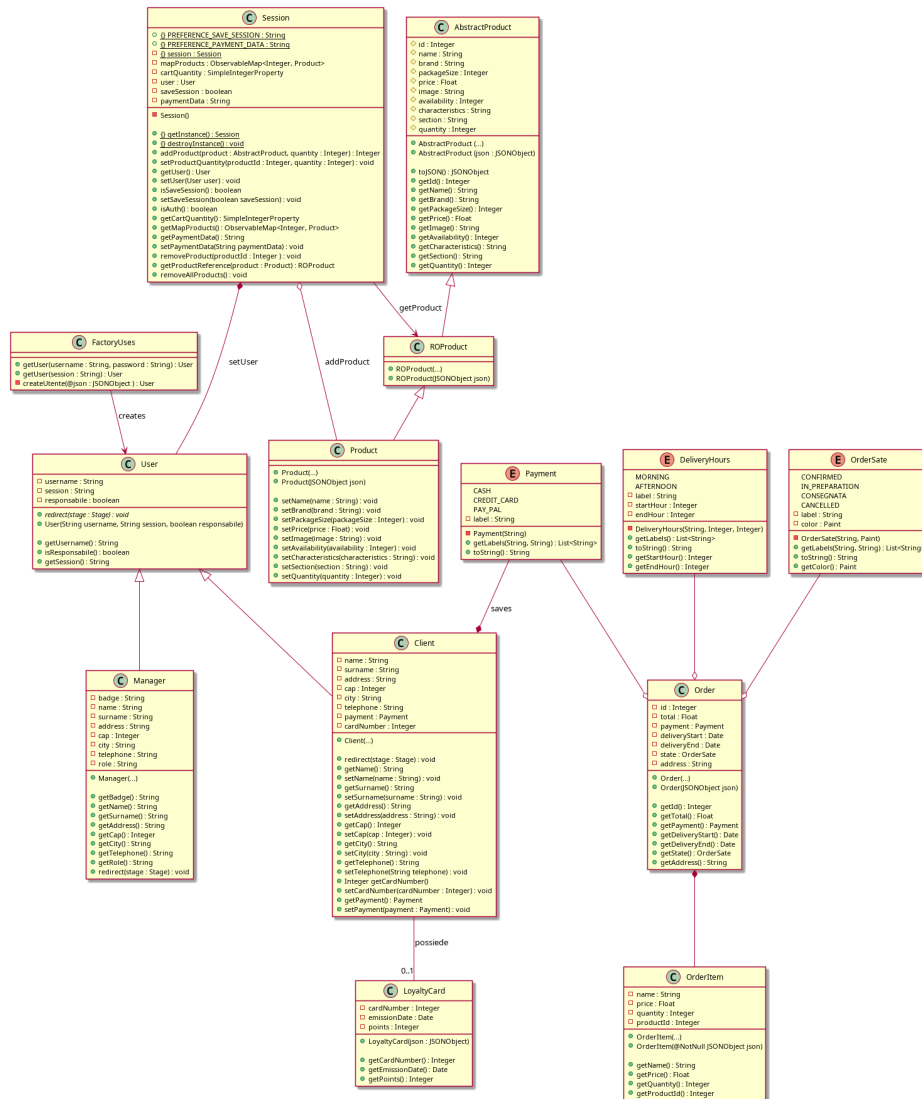 C Session
{} PREFERENCE_SAVE_SESSION : String
{} PREFERENCE_PAYMENT_DATA : String
{} session : Session
mapProducts : ObservableMap<Integer, Product>
cartQuantity : SimpleIntegerProperty
user : User
saveSession : boolean
paymentData : String
Session()
{} getInstance() : Session
{} destroyInstance() : void
addProduct(product : AbstractProduct, quantity : Integer) : Integer
setProductQuantity(productId : Integer, quantity : Integer) : void
getUser() : User
setUser(User user) : void
isSaveSession() : boolean
setSaveSession(boolean saveSession) : void
isAuth() : boolean
getCartQuantity() : SimpleIntegerProperty
getMapProducts() : ObservableMap<Integer, Product>
getPaymentData() : String
setPaymentData(String paymentData) : void
removeProduct(productId : Integer ) : void
getProductReference(product : Product) : ROProduct
removeAllProducts() : void
C AbstractProduct
id : Integer
name : String
brand : String
packageSize : Integer
price : Float
image : String
availability : Integer
characteristics : String
section : String
quantity : Integer
AbstractProduct (...)
AbstractProduct (json : JSONObject)
toJSON() : JSONObject
getId() : Integer
getName() : String
getBrand() : String
getPackageSize() : Integer
getPrice() : Float
getImage() : String
getAvailability() : Integer
getCharacteristics() : String
getSection() : String
getQuantity() : Integer
getProduct
setUser
addProduct
C FactoryUses
getUser(username : String, password : String) : User
getUser(session : String) : User
createUtente(@json : JSONObject ) : User
creates
C ROProduct
ROProduct(...)
ROProduct(JSONObject json)
C User
username : String
session : String
responsabile : boolean
redirect(stage : Stage) : void
User(String username, String session, boolean responsabile)
getUsername() : String
isResponsabile() : boolean
getSession() : String
C Product
Product(...)
Product(JSONObject json)
setName(name : String) : void
setBrand(brand : String) : void
setPackageSize(packageSize : Integer) : void
setPrice(price : Float) : void
setImage(image : String) : void
setAvailability(availability : Integer) : void
setCharacteristics(characteristics : String) : void
setSection(section : String) : void
setQuantity(quantity : Integer) : void
E Payment
CASH
CREDIT_CARD
PAY_PAL
label : String
Payment(String)
getLabels(String, String) : List<String>
toString() : String
E DeliveryHours
MORNING
AFTERNOON
label : String
startHour : Integer
endHour : Integer
DeliveryHours(String, Integer, Integer)
getLabels() : List<String>
toString() : String
getStartHour() : Integer
getEndHour() : Integer
E OrderSate
CONFIRMED
IN_PREPARATION
CONSEGNATA
CANCELLED
label : String
color : Paint
OrderSate(String, Paint)
getLabels(String, String) : List<String>
toString() : String
getColor() : Paint
saves
C Manager
badge : String
name : String
surname : String
address : String
cap : Integer
city : String
telephone : String
role : String
Manager(...)
getBadge() : String
getName() : String
getSurname() : String
getAddress() : String
getCap() : Integer
getCity() : String
getTelephone() : String
getRole() : String
redirect(stage : Stage) : void
C Client
name : String
surname : String
address : String
cap : Integer
city : String
telephone : String
payment : Payment
cardNumber : Integer
Client(...)
redirect(stage : Stage) : void
getName() : String
setName(name : String) : void
getSurname() : String
setSurname(surname : String) : void
getAddress() : String
setAddress(address : String) : void
getCap() : Integer
setCap(cap : Integer) : void
getCity() : String
setCity(city : String) : void
getTelephone() : String
setTelephone(String telephone) : void
Integer getCardNumber()
setCardNumber(cardNumber : Integer) : void
getPayment() : Payment
setPayment(payment : Payment) : void
C Order
id : Integer
total : Float
payment : Payment
deliveryStart : Date
deliveryEnd : Date
state : OrderSate
address : String
Order(...)
Order(JSONObject json)
getId() : Integer
getTotal() : Float
getPayment() : Payment
getDeliveryStart() : Date
getDeliveryEnd() : Date
getState() : OrderSate
getAddress() : String
possiede
0..1
C LoyaltyCard
cardNumber : Integer
emissionDate : Date
points : Integer
LoyaltyCard(json : JSONObject)
getCardNumber() : Integer
getEmissionDate() : Date
getPoints() : Integer
C OrderItem
name : String
price : Float
quantity : Integer
productId : Integer
OrderItem(...)
OrderItem(@NotNull JSONObject json)
getName() : String
getPrice() : Float
getQuantity() : Integer
getProductId() : Integer